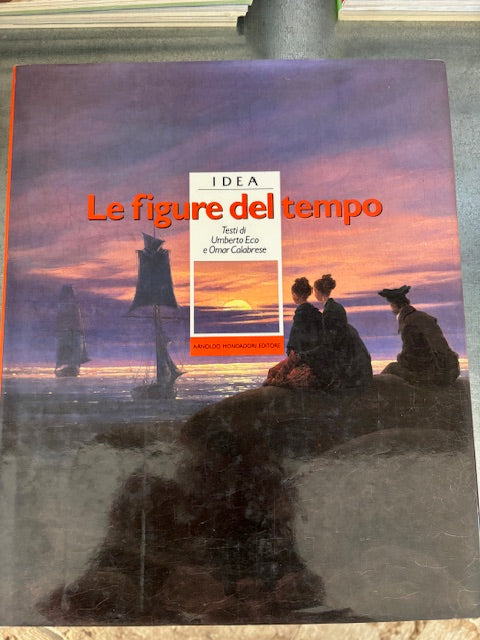 IDEA
Le figure del tempo
Testi di
Umberto Eco
e Omar Calabrese
ARNOLDO MONDADORI EDITORE